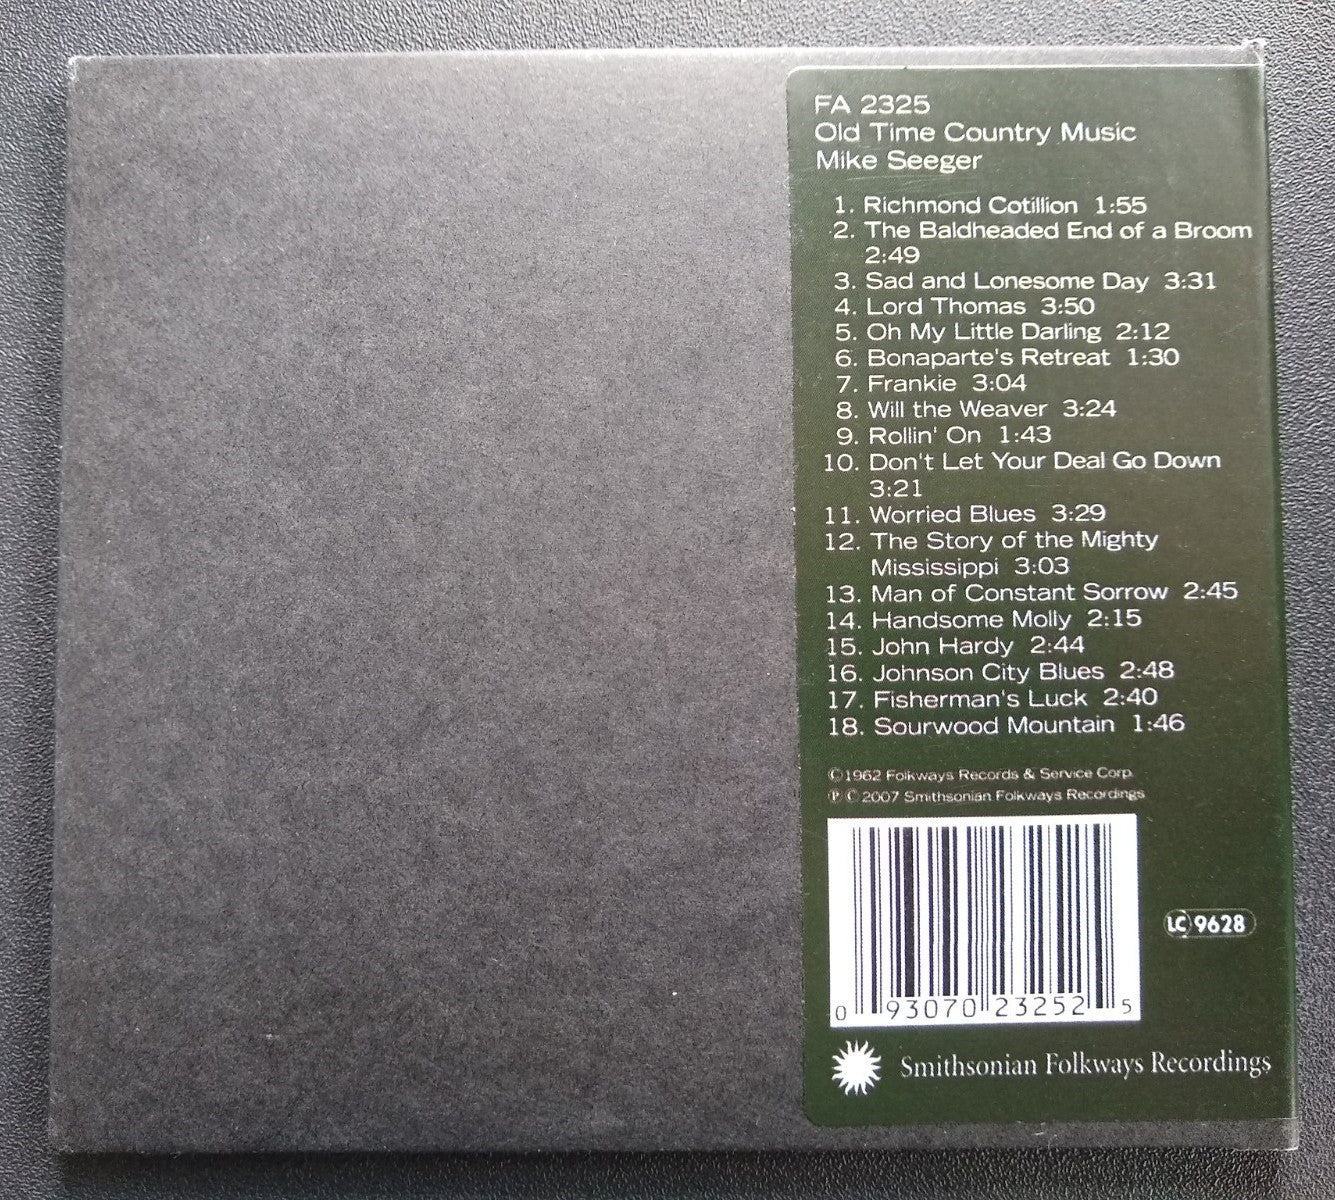 FA 2325
Old Time Country Music
Mike Seeger
1. Richmond Cotillion 1:55
2. The Baldheaded End of a Broom
2:49
3. Sad and Lonesome Day 3:31
4. Lord Thomas 3:50
5. Oh My Little Darling 2:12
6. Bonaparte's Retreat 1:30
7. Frankie 3:04
8. Will the Weaver 3:24
9. Rollin' On 1:43
10. Don't Let Your Deal Go Down
3:21
11. Worried Blues 3:29
12. The Story of the Mighty
Mississippi 3:03
13. Man of Constant Sorrow 2:45
14. Handsome Molly 2:15
15. John Hardy 2:44
16. Johnson City Blues 2:48
17. Fisherman's Luck 2:40
18. Sourwood Mountain 1:46
©1962 Folkways Records & Service Corp.
℗ © 2007 Smithsonian Folkways Recordings
LC 9628
0 93070 23252 5
Smithsonian Folkways Recordings